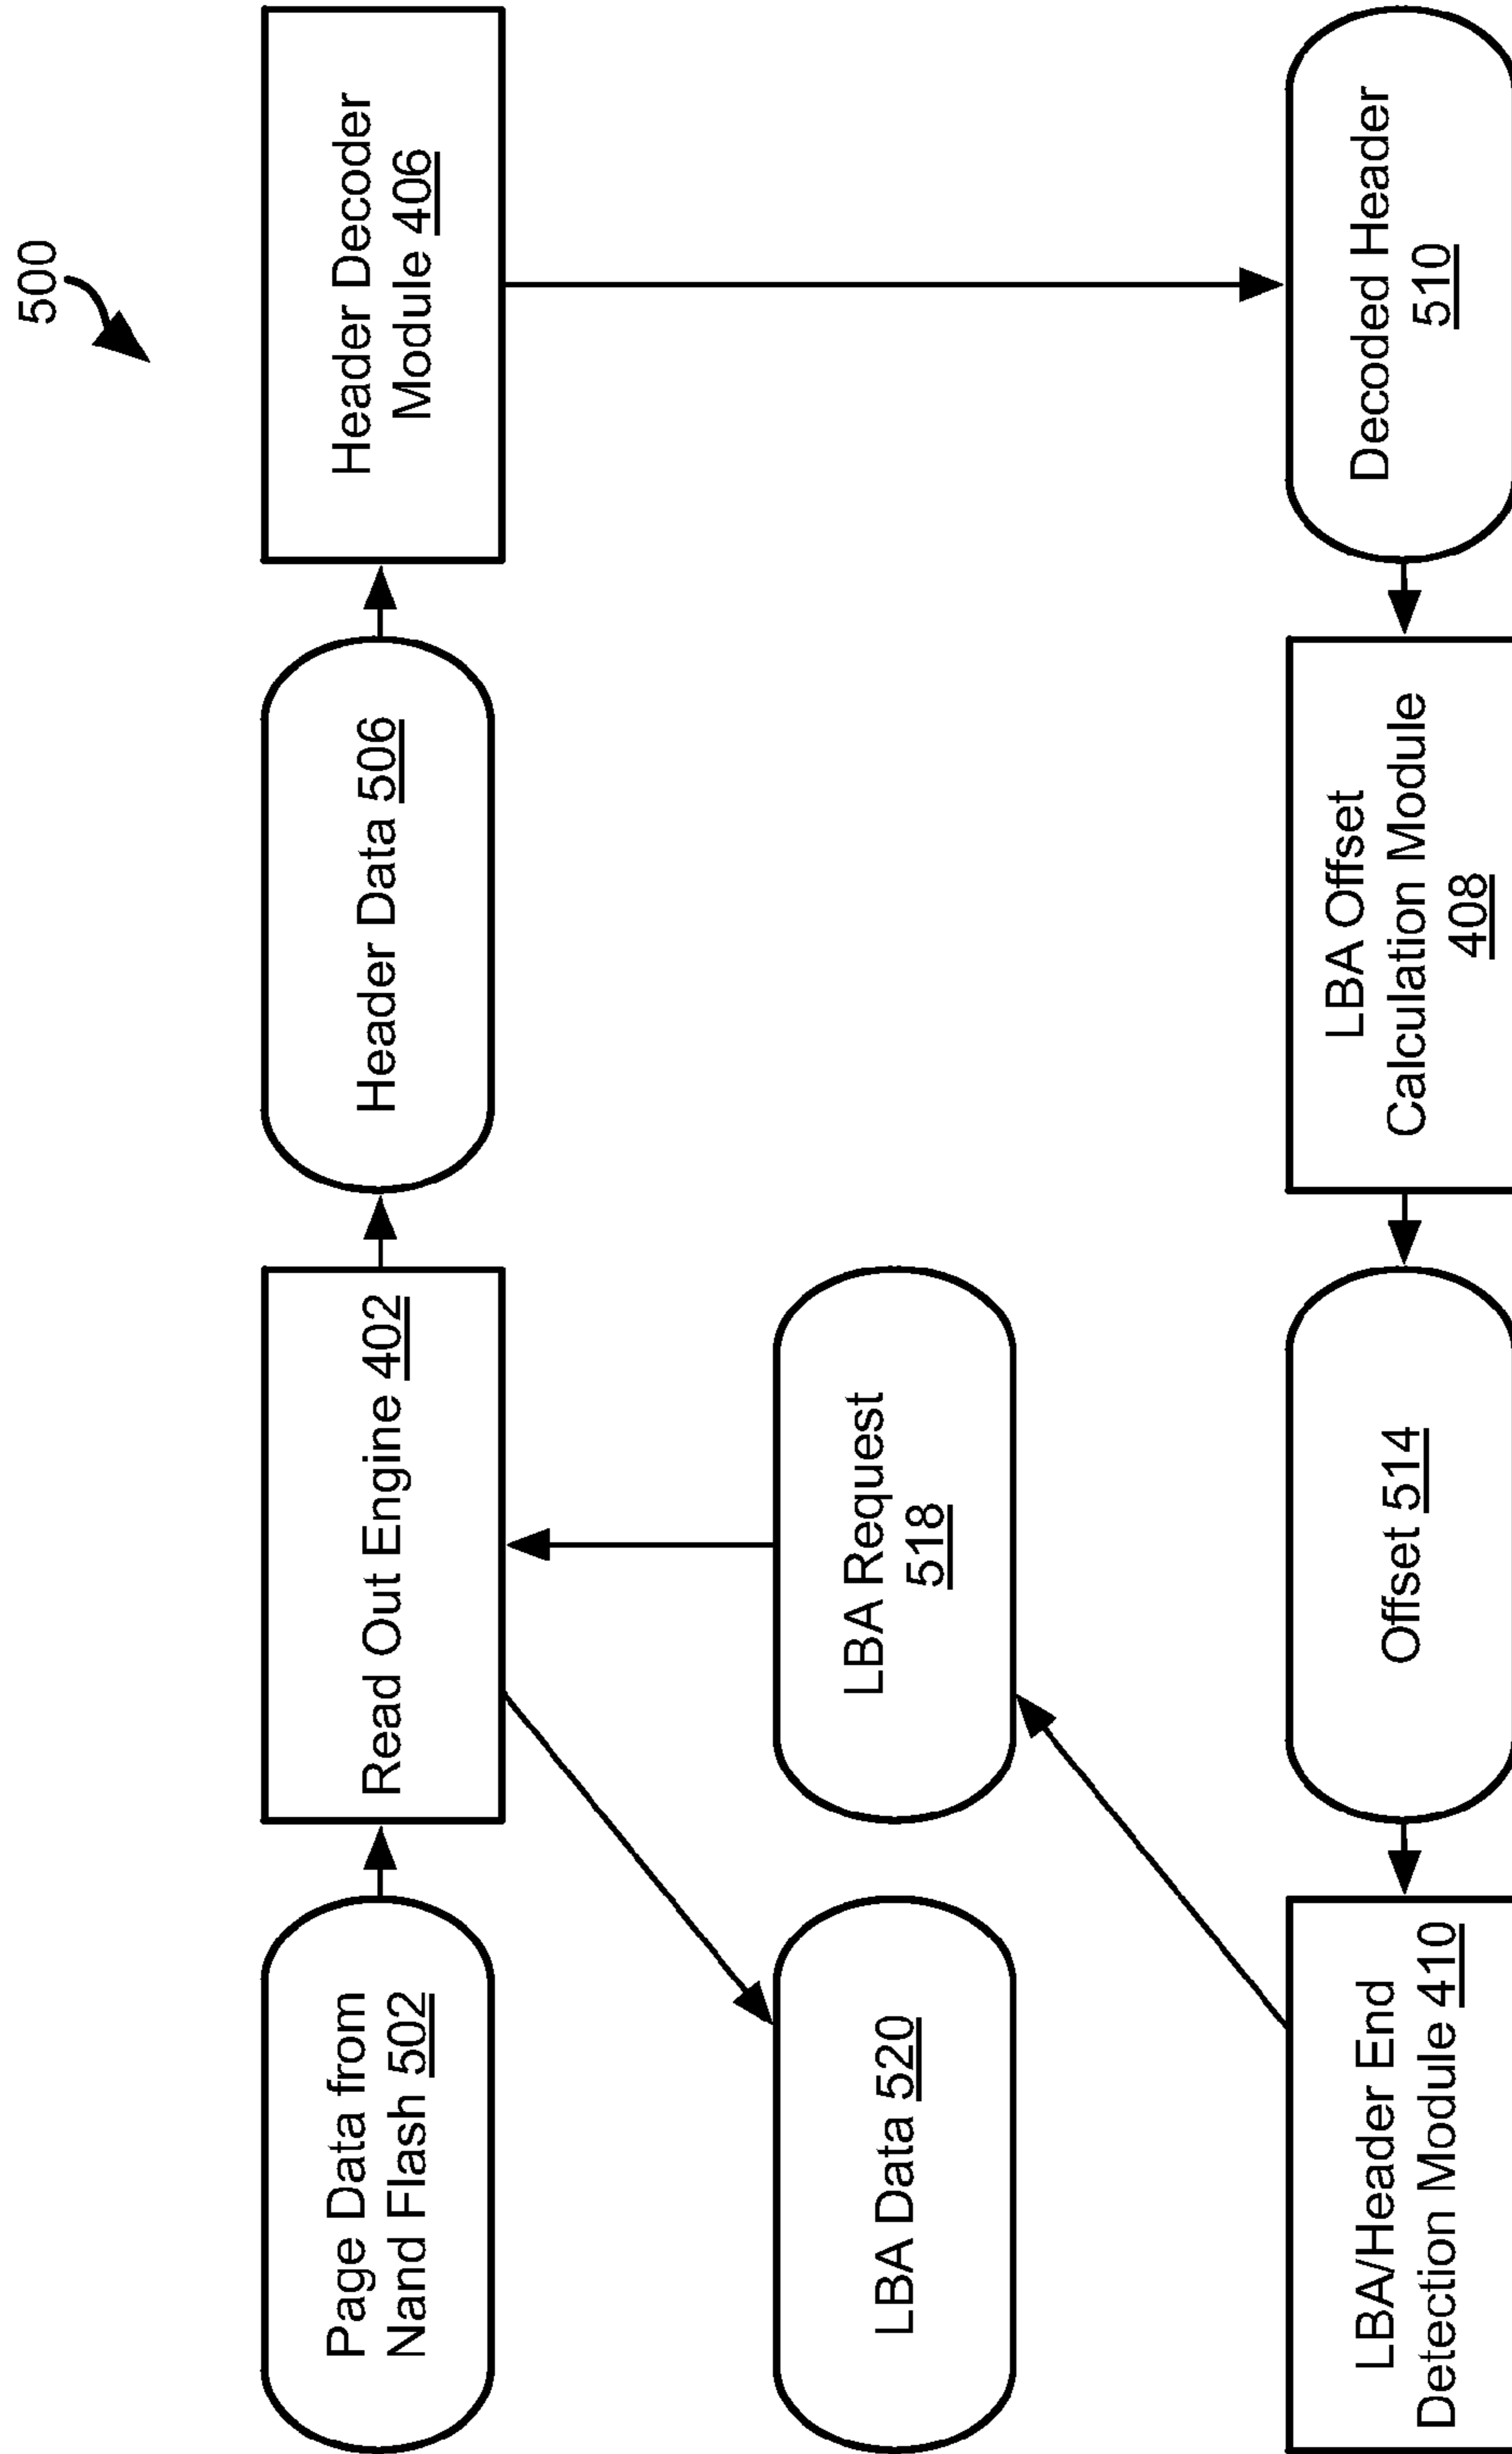 500
Page Data from
Nand Flash 502
Read Out Engine 402
Header Data 506
Header Decoder
Module 406
LBA Data 520
LBA Request
518
LBA/Header End
Detection Module 410
Offset 514
LBA Offset
Calculation Module
408
Decoded Header
510